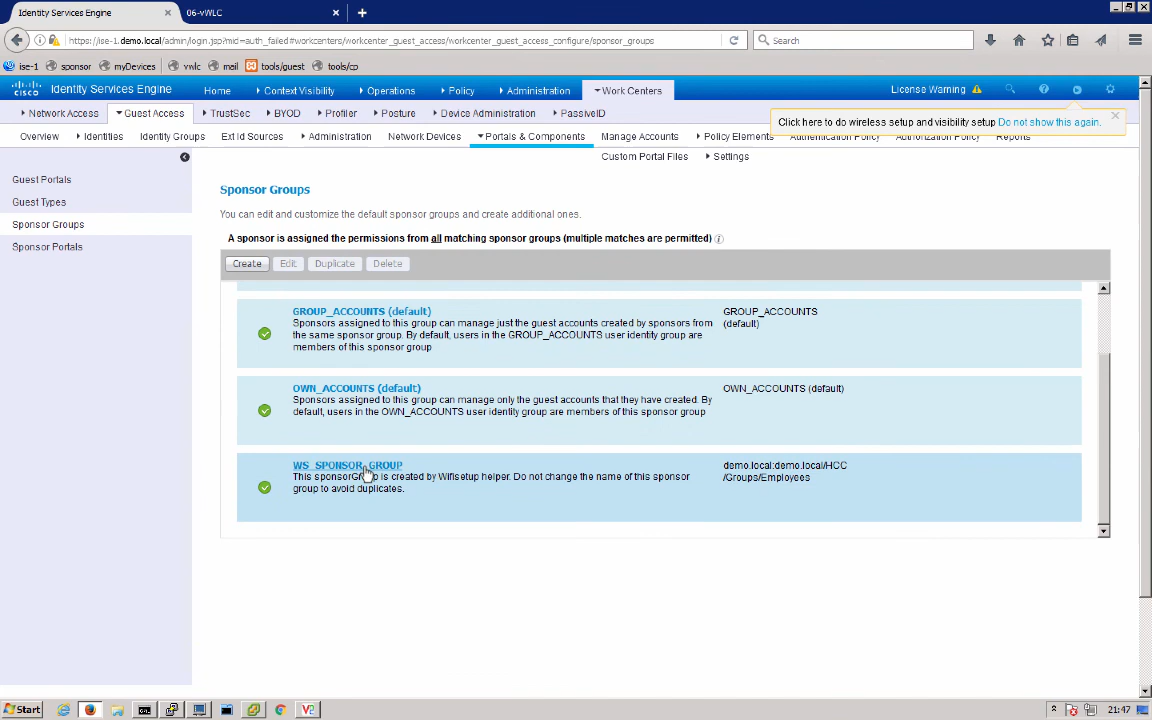 Identity Services Engine
06-vWLC
https://ise-1.demo.local/admin/login.jsp?mid=auth_failed#workcenters/workcenter_guest_access/workcenter_guest_access_configure/sponsor_groups
Search
ise-1 sponsor myDevices vwlc mail tools/guest tools/cp
CISCO Identity Services Engine Home Context Visibility Operations Policy Administration Work Centers License Warning
Network Access Guest Access TrustSec BYOD Profiler Posture Device Administration PassiveID
Click here to do wireless setup and visibility setup Do not show this again.
Overview Identities Identity Groups Ext Id Sources Administration Network Devices Portals & Components Manage Accounts Policy Elements Authentication Policy Authorization Policy Reports
Custom Portal Files Settings
Guest Portals
Guest Types
Sponsor Groups
Sponsor Portals
Sponsor Groups
You can edit and customize the default sponsor groups and create additional ones.
A sponsor is assigned the permissions from all matching sponsor groups (multiple matches are permitted)
Create Edit Duplicate Delete
GROUP_ACCOUNTS (default)
Sponsors assigned to this group can manage just the guest accounts created by sponsors from
the same sponsor group. By default, users in the GROUP_ACCOUNTS user identity group are
members of this sponsor group
GROUP_ACCOUNTS
(default)
OWN_ACCOUNTS (default)
Sponsors assigned to this group can manage only the guest accounts that they have created. By
default, users in the OWN_ACCOUNTS user identity group are members of this sponsor group
OWN_ACCOUNTS (default)
WS_SPONSOR_GROUP
This sponsorGroup is created by Wifisetup helper. Do not change the name of this sponsor
group to avoid duplicates.
demo.local:demo.local/HCC
/Groups/Employees
Start
21:47